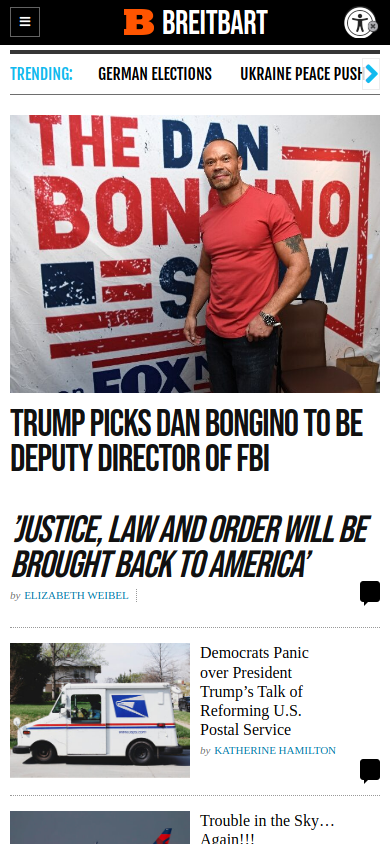 BREITBART
TRENDING:
GERMAN ELECTIONS
UKRAINE PEACE PUSH
THE DAN
BONGINO
SHOW
on FOX N
TRUMP PICKS DAN BONGINO TO BE
DEPUTY DIRECTOR OF FBI
’JUSTICE, LAW AND ORDER WILL BE
BROUGHT BACK TO AMERICA’
by ELIZABETH WEIBEL
Democrats Panic
over President
Trump’s Talk of
Reforming U.S.
Postal Service
by KATHERINE HAMILTON
Trouble in the Sky…
Again!!!